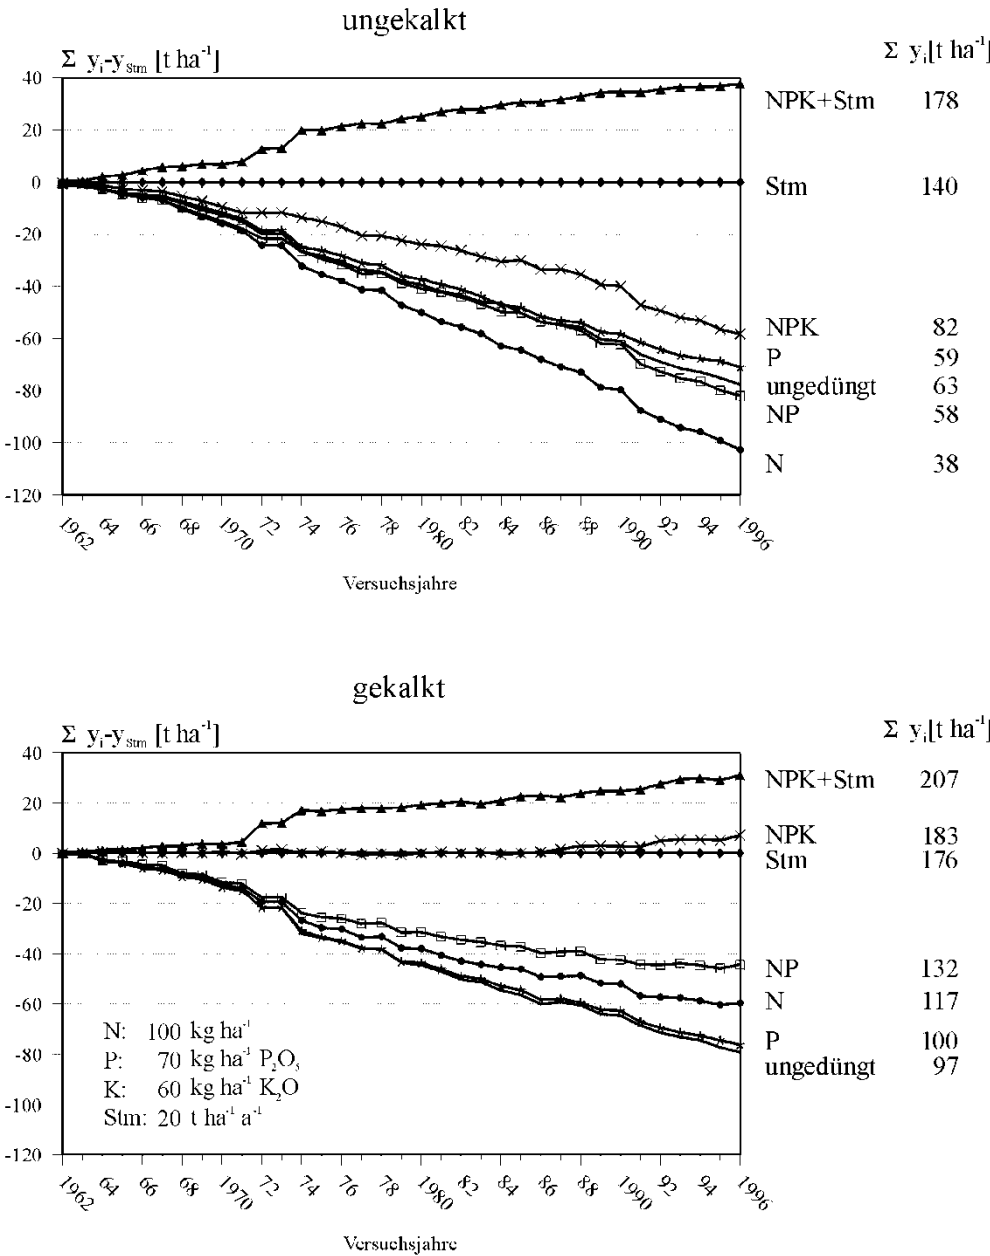 ungekalkt
Σ yᵢ-y_Stm [t ha⁻¹]
Σ yᵢ[t ha⁻¹]
40
20
0
-20
-40
-60
-80
-100
-120
NPK+Stm 178
Stm 140
NPK 82
P 59
ungedüngt 63
NP 58
N 38
1962 64 66 68 1970 72 74 76 78 1980 82 84 86 88 1990 92 94 1996
Versuchsjahre
gekalkt
Σ yᵢ-y_Stm [t ha⁻¹]
Σ yᵢ[t ha⁻¹]
40
20
0
-20
-40
-60
-80
-100
-120
NPK+Stm 207
NPK 183
Stm 176
NP 132
N 117
P 100
ungedüngt 97
N: 100 kg ha⁻¹
P: 70 kg ha⁻¹ P₂O₅
K: 60 kg ha⁻¹ K₂O
Stm: 20 t ha⁻¹ a⁻¹
1962 64 66 68 1970 72 74 76 78 1980 82 84 86 88 1990 92 94 1996
Versuchsjahre